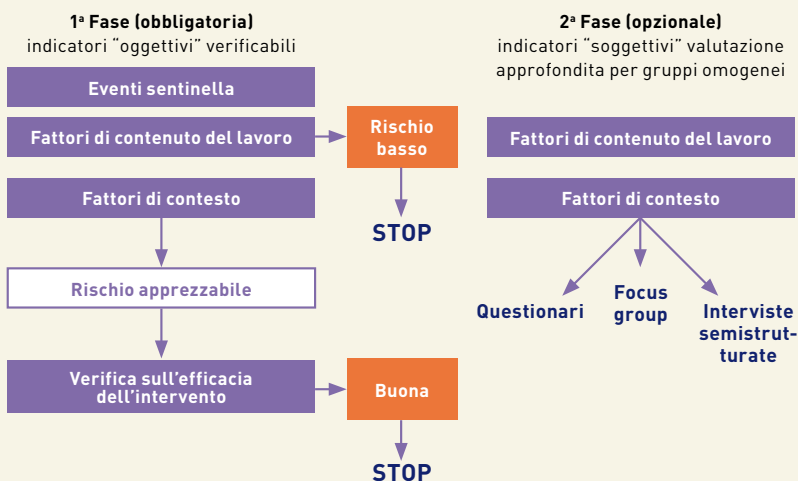 1ª Fase (obbligatoria)
indicatori “oggettivi” verificabili
Eventi sentinella
Fattori di contenuto del lavoro
Rischio
basso
STOP
Fattori di contesto
Rischio apprezzabile
Verifica sull’efficacia
dell’intervento
Buona
STOP
2ª Fase (opzionale)
indicatori “soggettivi” valutazione
approfondita per gruppi omogenei
Fattori di contenuto del lavoro
Fattori di contesto
Questionari
Focus
group
Interviste
semistrut-
turate